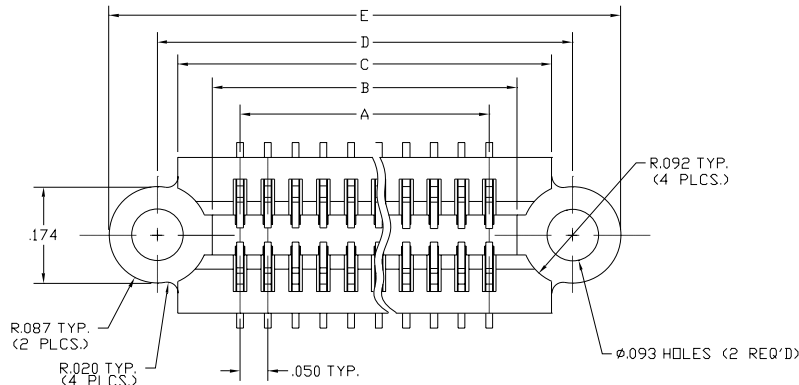 E
D
C
B
A
R.092 TYP.
(4 PLCS.)
.174
R.087 TYP.
(2 PLCS.)
R.020 TYP.
(4 PLCS.)
.050 TYP.
ø.093 HOLES (2 REQ'D)